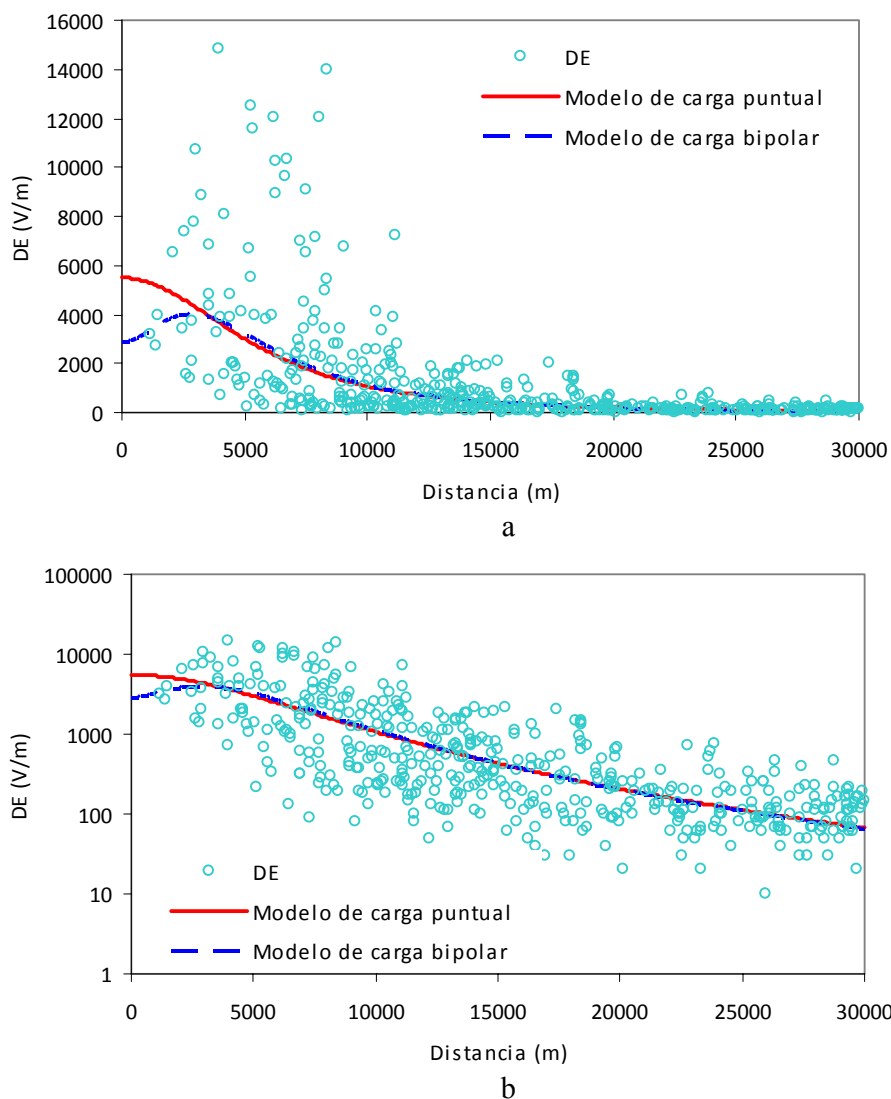 16000
14000
12000
10000
8000
6000
4000
2000
0
DE (V/m)
DE
Modelo de carga puntual
Modelo de carga bipolar
0 5000 10000 15000 20000 25000 30000
Distancia (m)
a
100000
10000
1000
100
10
1
DE (V/m)
DE
Modelo de carga puntual
Modelo de carga bipolar
0 5000 10000 15000 20000 25000 30000
Distancia (m)
b